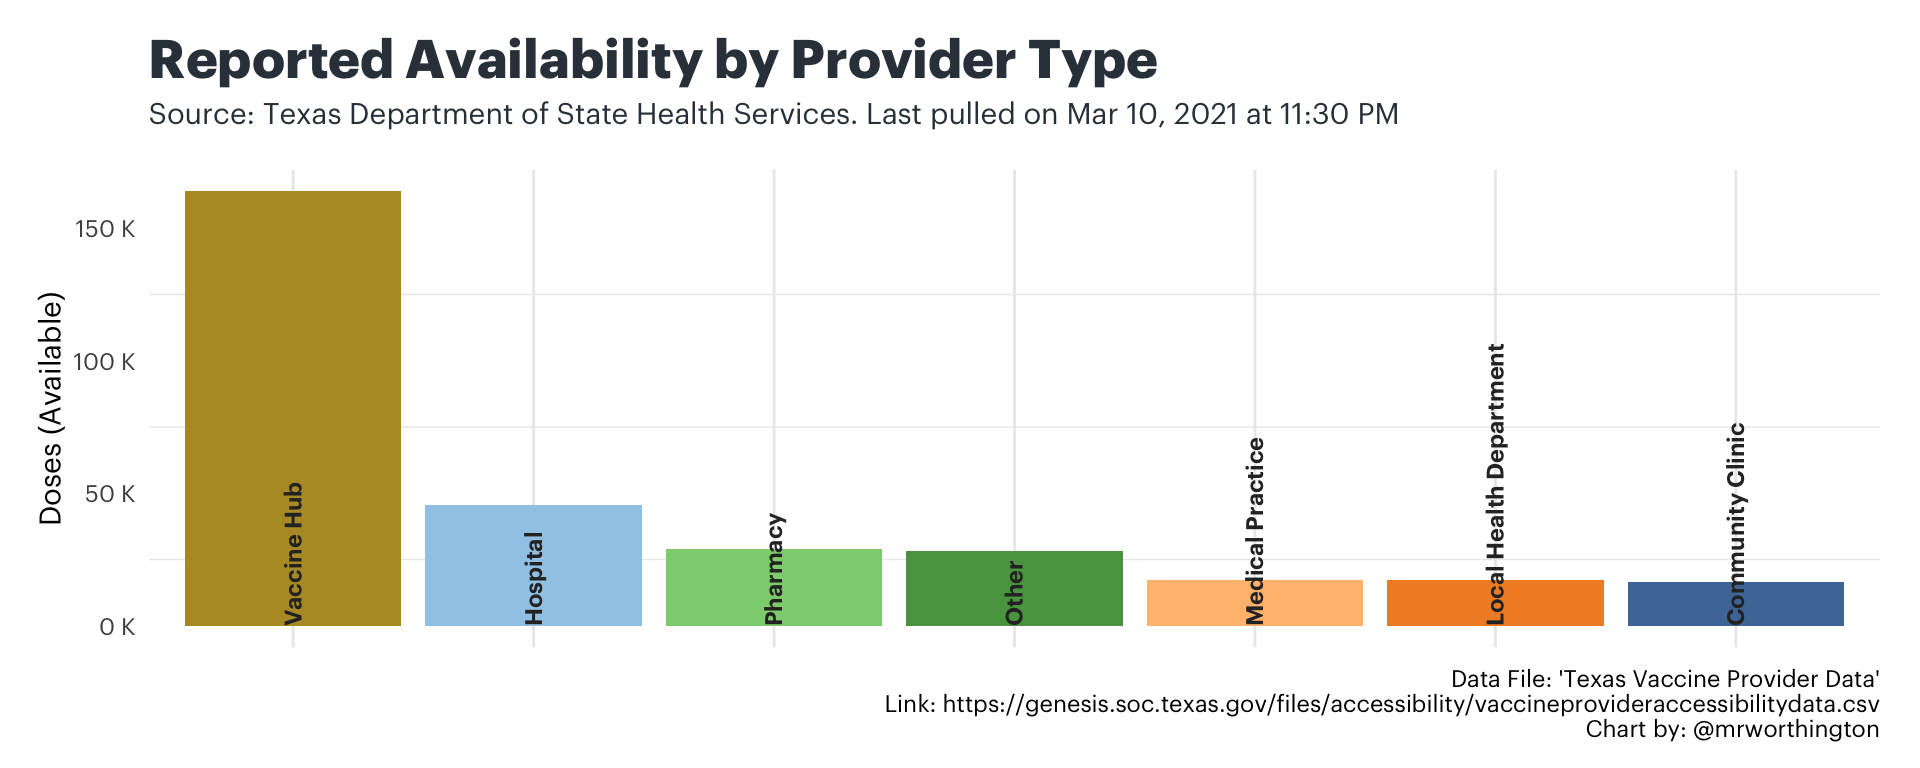 Reported Availability by Provider Type
Source: Texas Department of State Health Services. Last pulled on Mar 10, 2021 at 11:30 PM
Doses (Available)
150 K
100 K
50 K
0 K
Vaccine Hub
Hospital
Pharmacy
Other
Medical Practice
Local Health Department
Community Clinic
Data File: 'Texas Vaccine Provider Data'
Link: https://genesis.soc.texas.gov/files/accessibility/vaccineprovideraccessibilitydata.csv
Chart by: @mrworthington